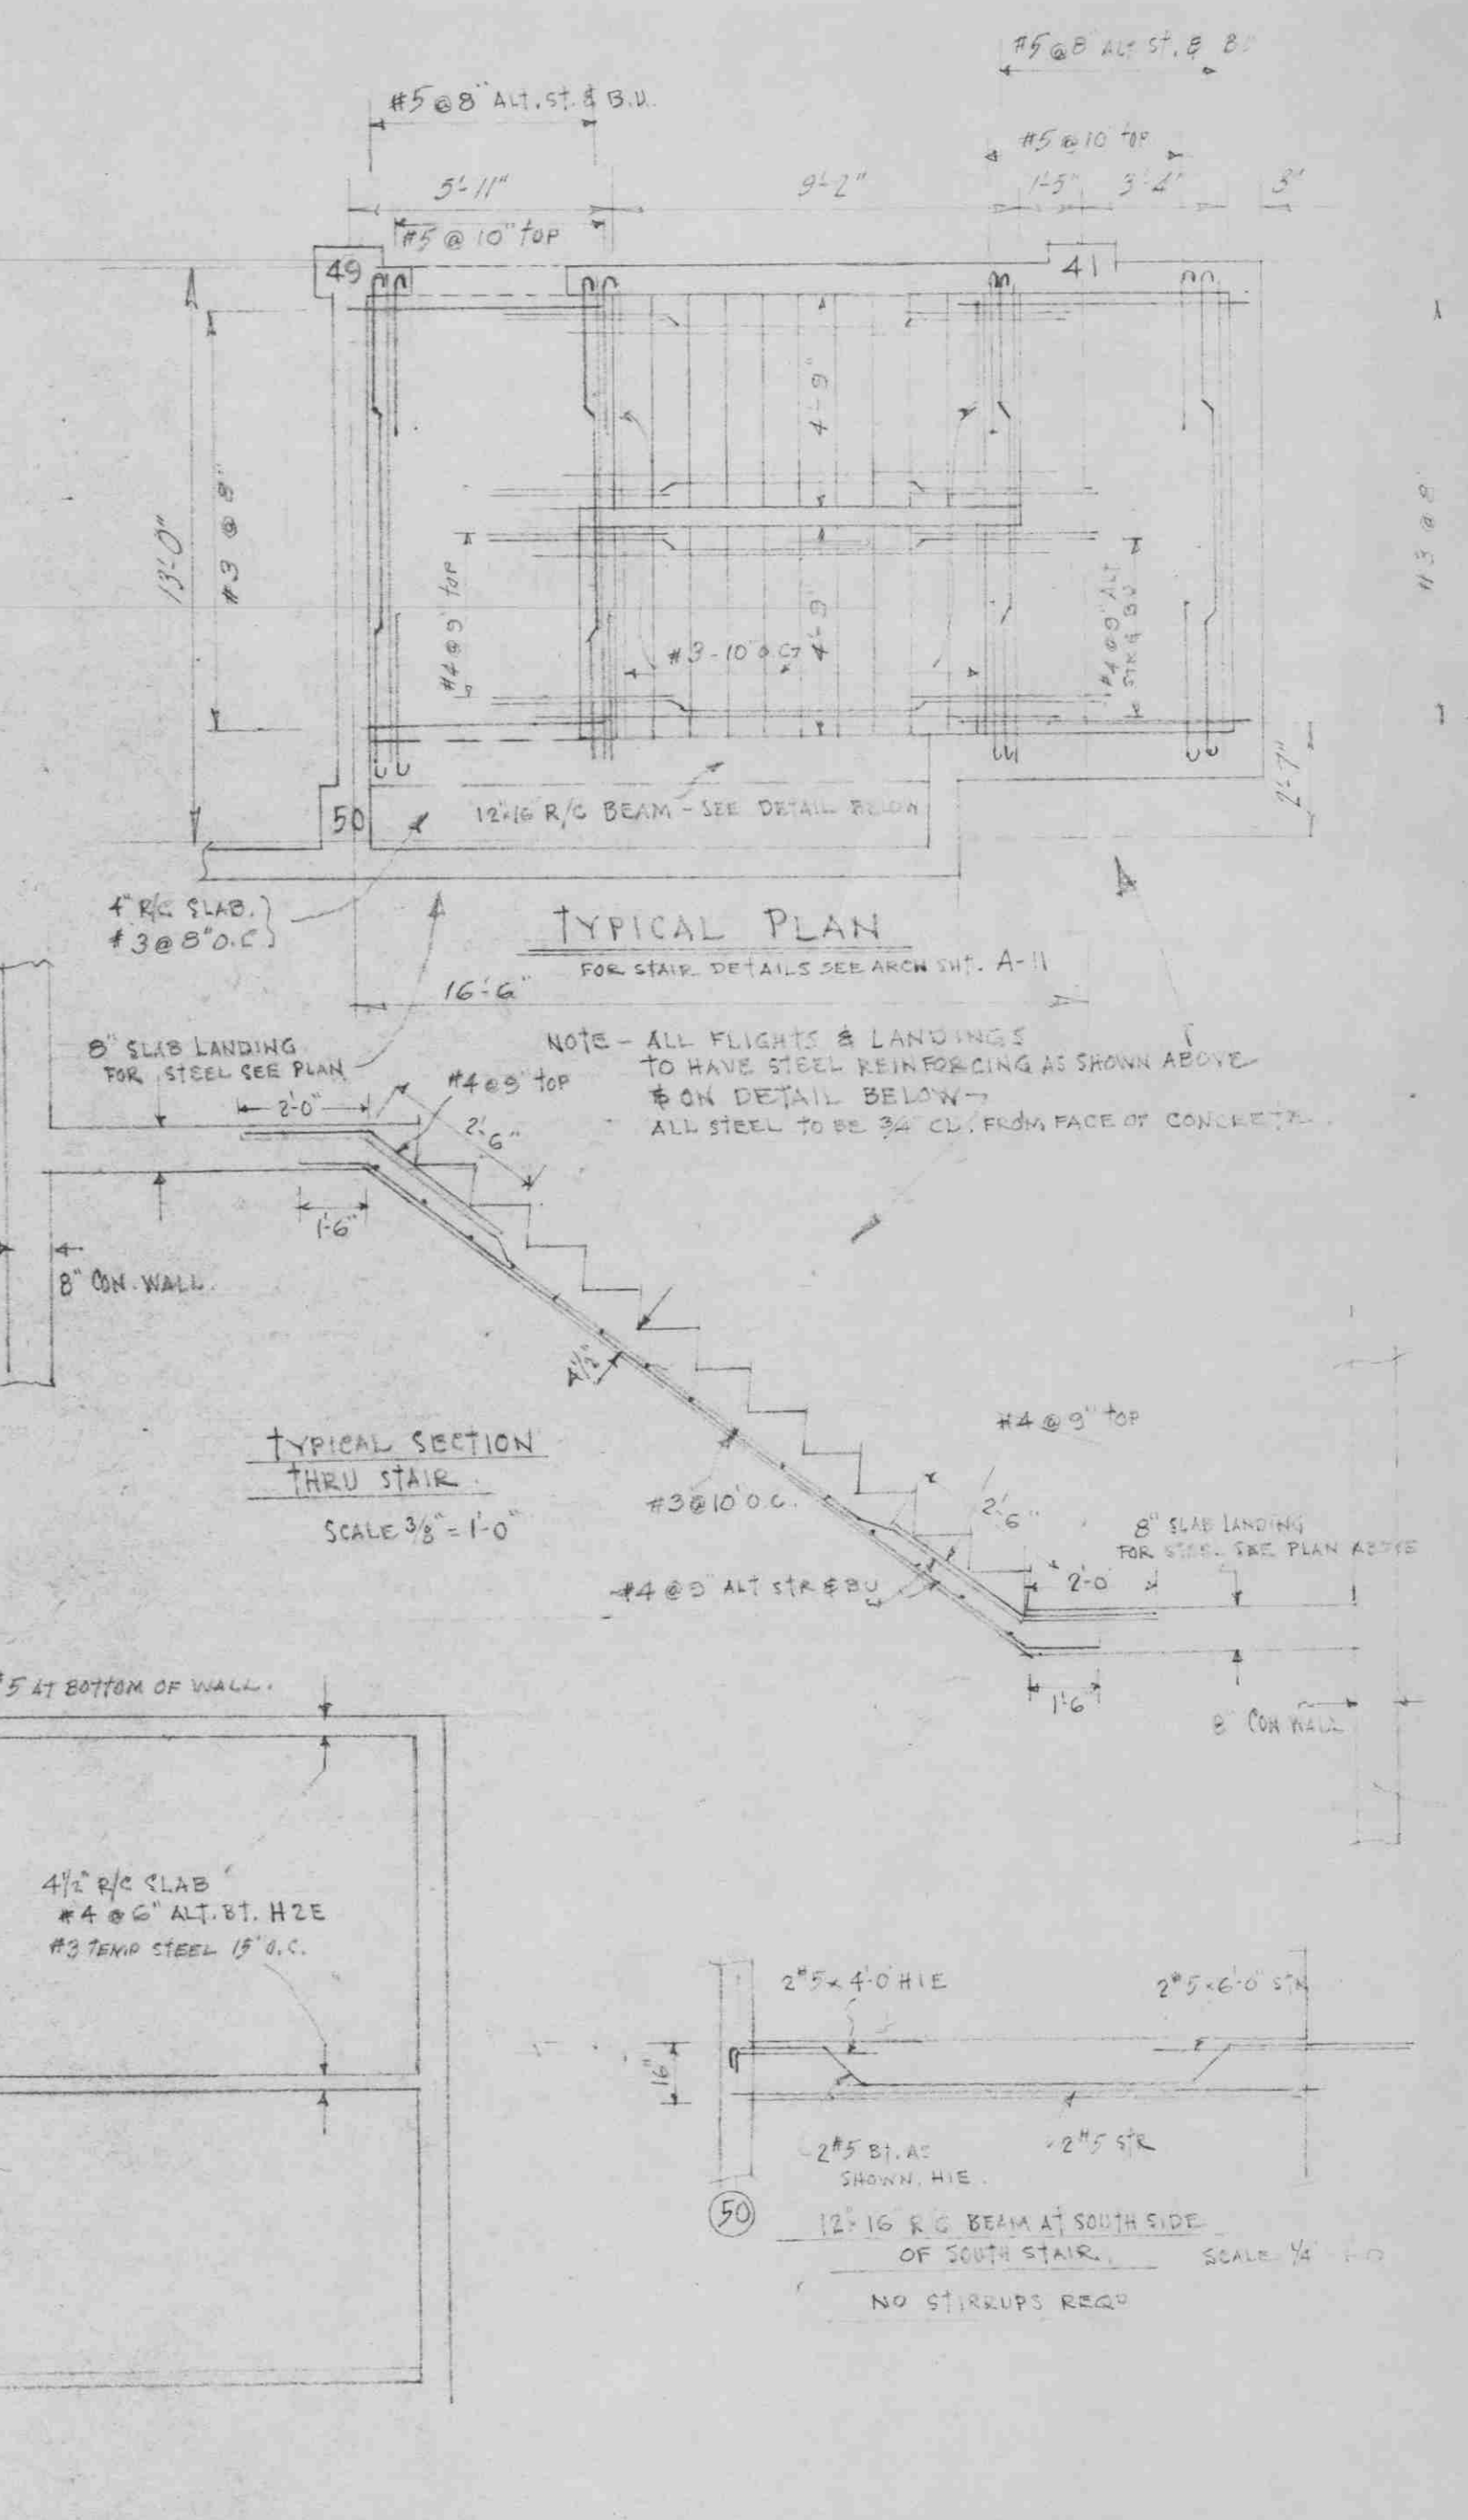 #5 @ 8" ALT. ST. &
#5 @ 8" ALT. ST. & B.U.
#5 @ 10" TOP
5'-11"
9'-2"
1'-5"
3'-4"
3"
#5 @ 10" TOP
49
41
4'-9"
13'-0"
#3 @ 8"
#3 @ 8"
#4 @ 9" TOP
#3 - 10" O.C.
4'-9"
#4 @ 9" ALT
STR & BU
2'-7"
50
12"x16" R/C BEAM - SEE DETAIL BELOW
4" R/C SLAB.
#3 @ 8" O.C.
TYPICAL PLAN
FOR STAIR DETAILS SEE ARCH SHT. A-11
16'-6"
8" SLAB LANDING
FOR STEEL SEE PLAN
NOTE - ALL FLIGHTS & LANDINGS
TO HAVE STEEL REINFORCING AS SHOWN ABOVE
& ON DETAIL BELOW -
ALL STEEL TO BE 3/4" CL. FROM FACE OF CONCRETE.
#4 @ 9" TOP
2'-0"
2'-6"
1'-6"
8" CON. WALL.
4 1/2"
TYPICAL SECTION
THRU STAIR.
SCALE 3/8" = 1'-0"
#4 @ 9" TOP
#3 @ 10" O.C.
2'-6"
8" SLAB LANDING
FOR STEEL SEE PLAN ABOVE
#4 @ 9" ALT STR & BU
2'-0"
1'-6"
8" CON WALL
#5 AT BOTTOM OF WALL.
4 1/2" R/C SLAB
#4 @ 6" ALT. BT. H2E
#3 TEMP STEEL 15" O.C.
2#5 x 4'-0" H1E
2#5 x 6'-0" STR
16"
2#5 BT. AS
SHOWN. H1E.
2#5 STR
50
12"x16" R C BEAM AT SOUTH SIDE
OF SOUTH STAIR.
SCALE 1/4"
NO STIRRUPS REQD